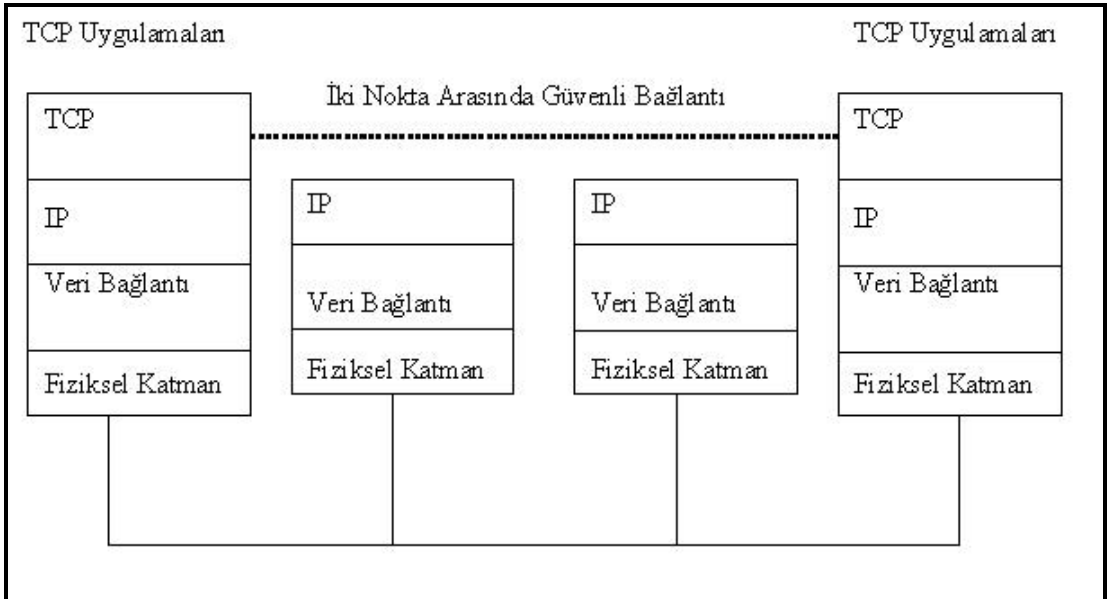 TCP Uygulamaları
TCP Uygulamaları
İki Nokta Arasında Güvenli Bağlantı
TCP
IP
Veri Bağlantı
Fiziksel Katman
IP
Veri Bağlantı
Fiziksel Katman
IP
Veri Bağlantı
Fiziksel Katman
TCP
IP
Veri Bağlantı
Fiziksel Katman